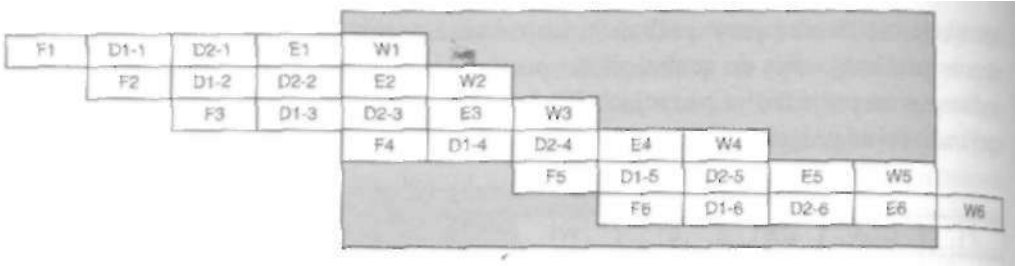 F1 D1-1 D2-1 E1 W1
F2 D1-2 D2-2 E2 W2
F3 D1-3 D2-3 E3 W3
F4 D1-4 D2-4 E4 W4
F5 D1-5 D2-5 E5 W5
F6 D1-6 D2-6 E6 W6